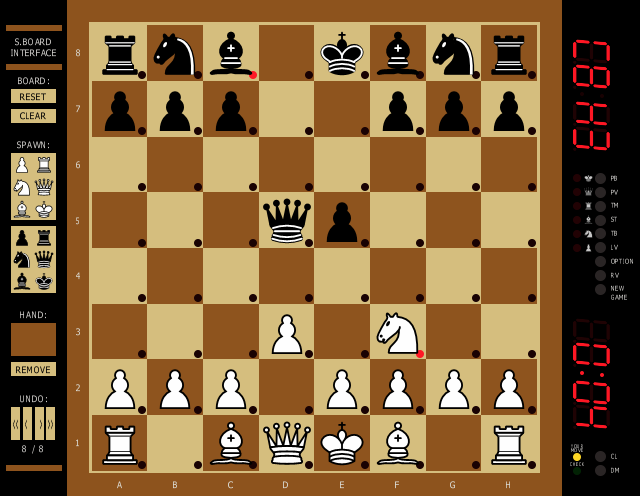 S.BOARD
INTERFACE
BOARD:
RESET
CLEAR
SPAWN:
HAND:
REMOVE
UNDO:
8 / 8
8
7
6
5
4
3
2
1
A B C D E F G H
PB
PV
TM
ST
TB
LV
OPTION
RV
NEW
GAME
MOVE
CHECK
CL
DM